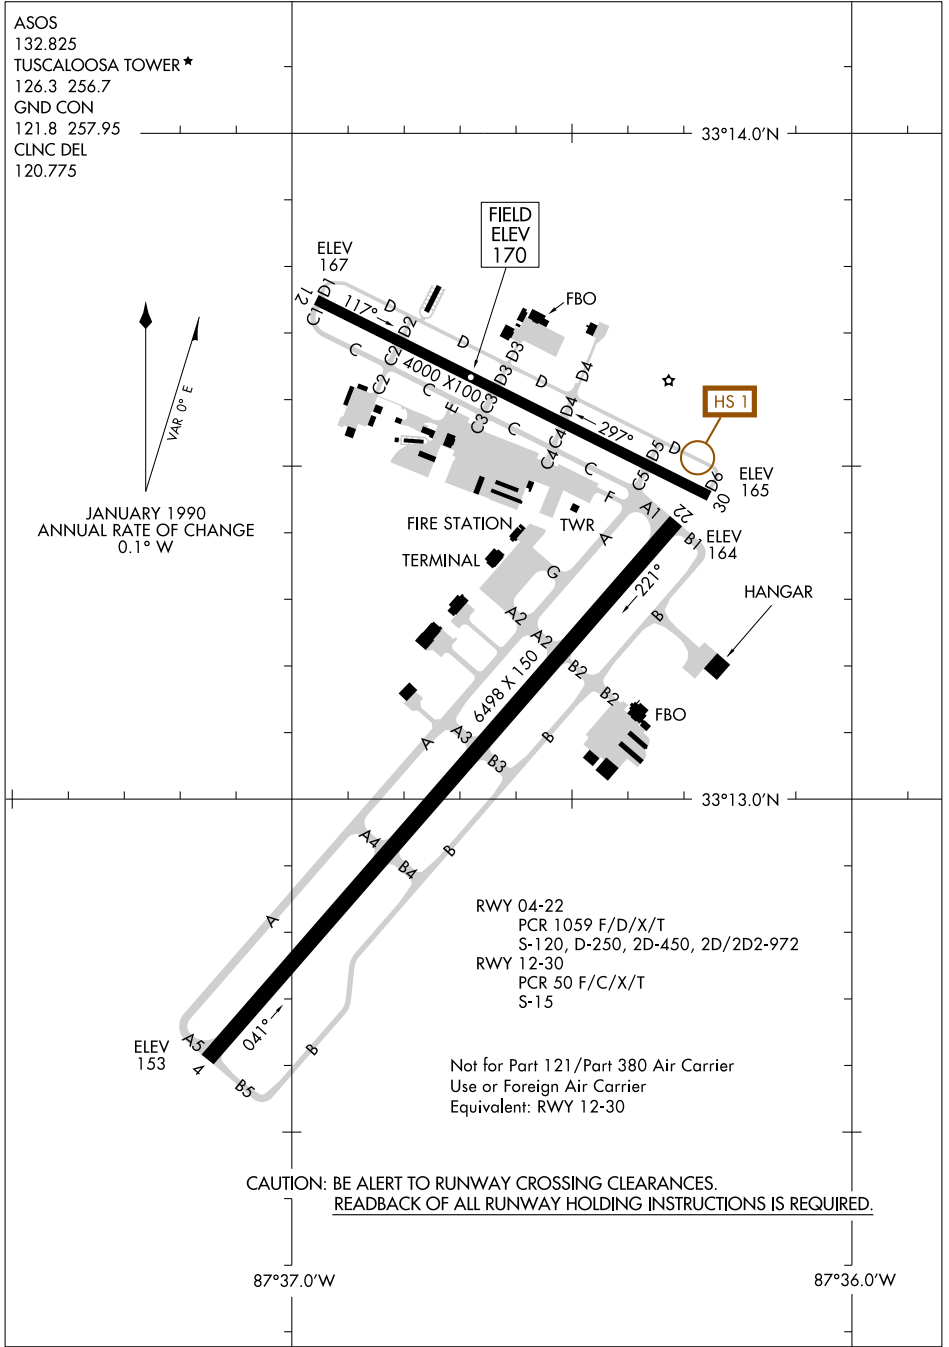 ASOS
132.825
TUSCALOOSA TOWER★
126.3 256.7
GND CON
121.8 257.95
CLNC DEL
120.775
33°14.0'N
FIELD
ELEV
170
ELEV
167
12
D1
C1
117°
D
D2
FBO
C
C2
4000 X100
D
D3
D3
D
D4
C2
C
E
C3
C3
C
D4
C4
C4
297°
HS 1
D5
D
C
C5
D6
30
ELEV
165
VAR 0° E
JANUARY 1990
ANNUAL RATE OF CHANGE
0.1° W
F
A1
22
FIRE STATION
TWR
A
B1
ELEV
164
TERMINAL
G
221°
HANGAR
A2
A2
B
B2
B2
6498 X 150
FBO
A
A3
B3
B
33°13.0'N
A4
B4
B
A
RWY 04-22
PCR 1059 F/D/X/T
S-120, D-250, 2D-450, 2D/2D2-972
RWY 12-30
PCR 50 F/C/X/T
S-15
ELEV
153
A5
4
041°
B
B5
Not for Part 121/Part 380 Air Carrier
Use or Foreign Air Carrier
Equivalent: RWY 12-30
CAUTION: BE ALERT TO RUNWAY CROSSING CLEARANCES.
READBACK OF ALL RUNWAY HOLDING INSTRUCTIONS IS REQUIRED.
87°37.0'W
87°36.0'W